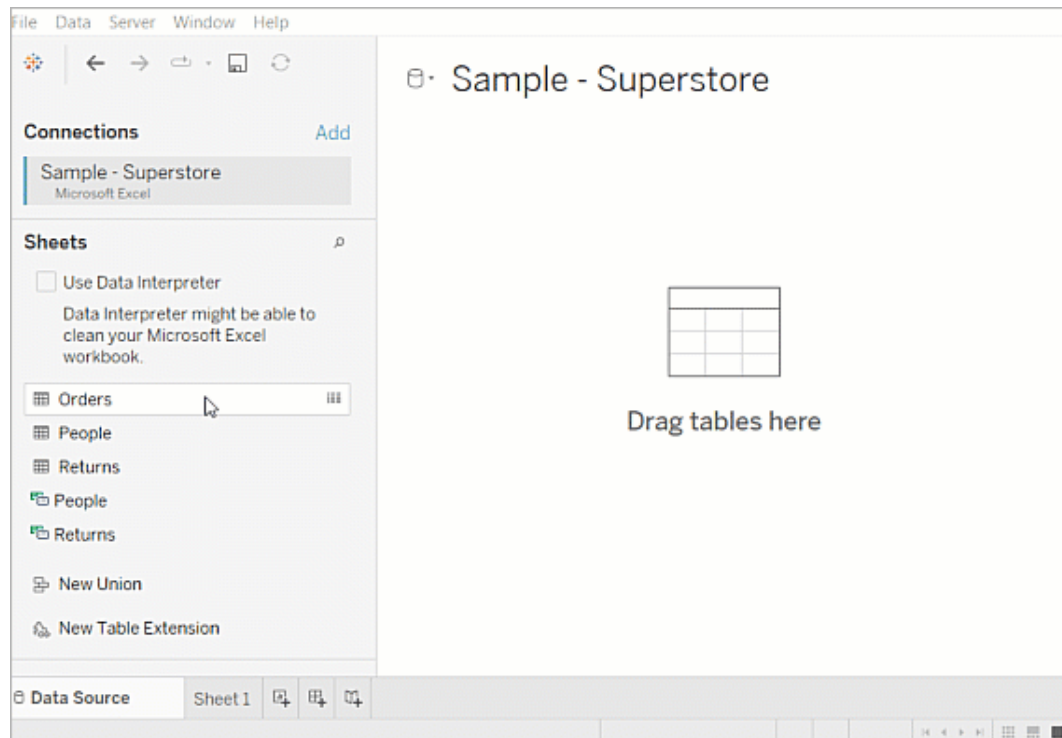 File Data Server Window Help
Sample - Superstore
Connections Add
Sample - Superstore
Microsoft Excel
Sheets
Use Data Interpreter
Data Interpreter might be able to
clean your Microsoft Excel
workbook.
Orders
People
Returns
People
Returns
New Union
New Table Extension
Drag tables here
Data Source Sheet 1